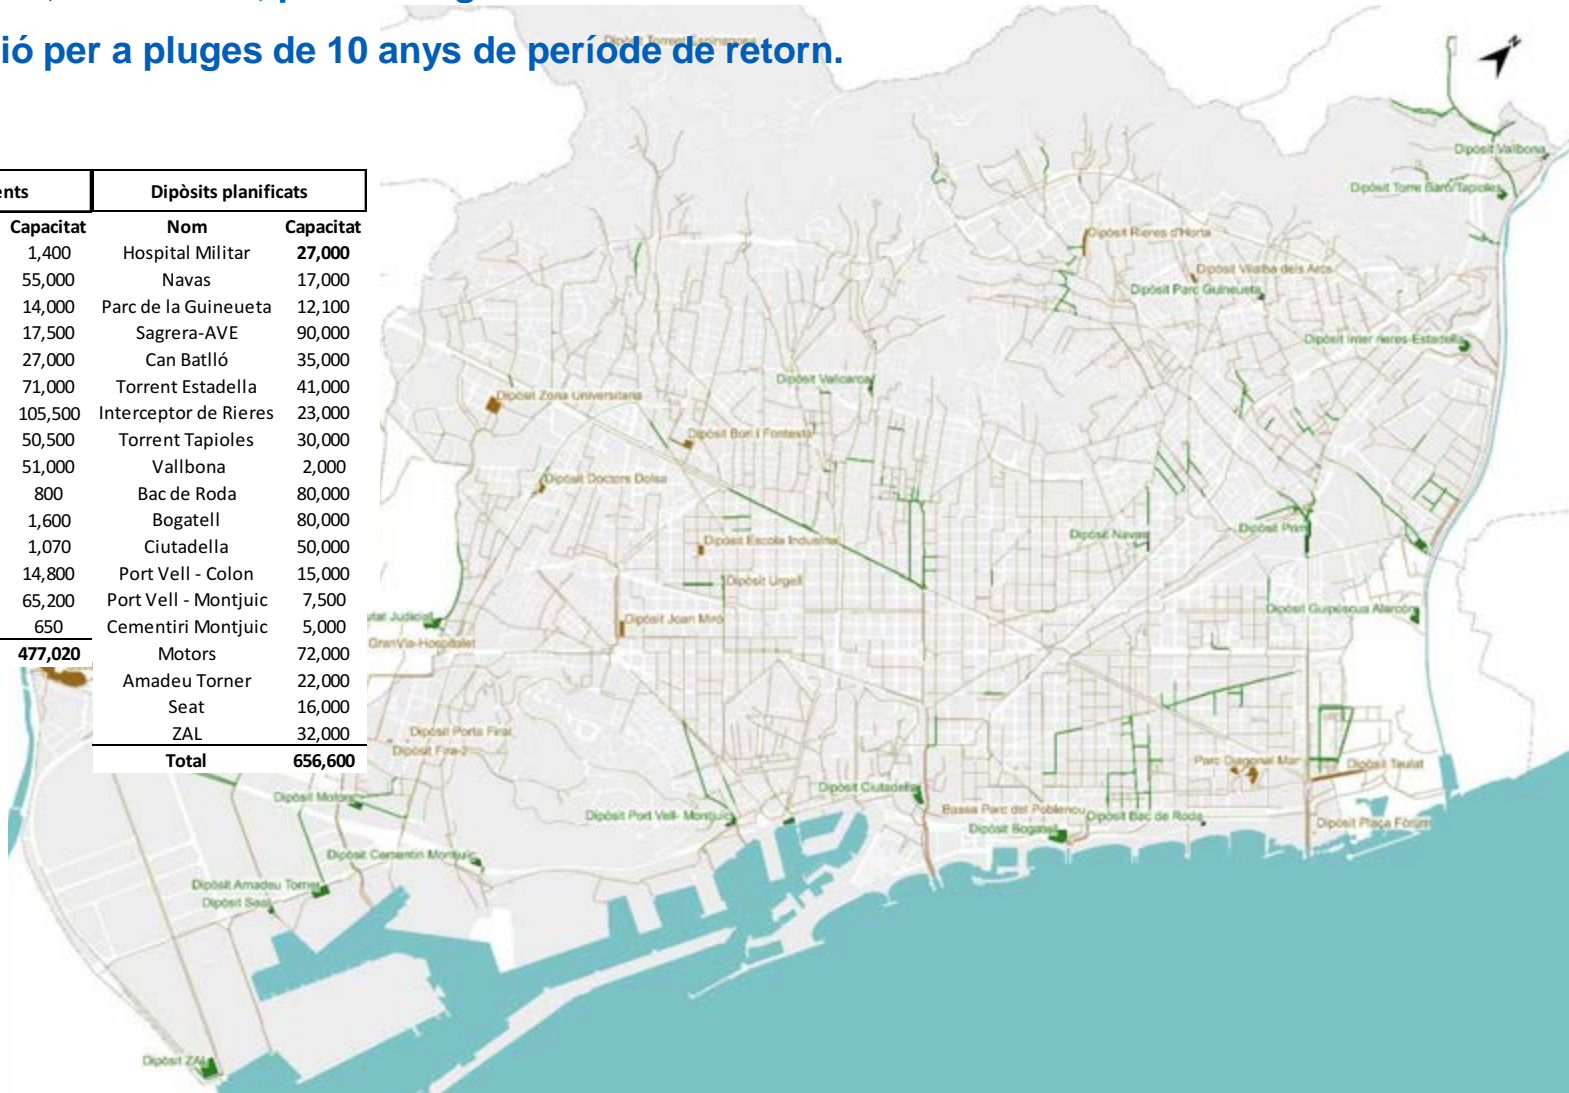 ió per a pluges de 10 anys de període de retorn.
ents Dipòsits planificats
Capacitat Nom Capacitat
1,400 Hospital Militar 27,000
55,000 Navas 17,000
14,000 Parc de la Guineueta 12,100
17,500 Sagrera-AVE 90,000
27,000 Can Batlló 35,000
71,000 Torrent Estadella 41,000
105,500 Interceptor de Rieres 23,000
50,500 Torrent Tapioles 30,000
51,000 Vallbona 2,000
800 Bac de Roda 80,000
1,600 Bogatell 80,000
1,070 Ciutadella 50,000
14,800 Port Vell - Colon 15,000
65,200 Port Vell - Montjuic 7,500
650 Cementiri Montjuic 5,000
477,020 Motors 72,000
Amadeu Torner 22,000
Seat 16,000
ZAL 32,000
Total 656,600
N
Dipòsit Vallbona
Dipòsit Torre Baró/Tapioles
Dipòsit Rieres d'Horta
Dipòsit Vilalba dels Arcs
Dipòsit Parc Guineueta
Dipòsit Inter rieres-Estadella
Dipòsit Vallcarca
Dipòsit Zona Universitaria
Dipòsit Bori i Fontestà
Dipòsit Doctors Dolsa
Dipòsit Prim
Dipòsit Navas
Dipòsit Escola Industrial
Dipòsit Urgell
Dipòsit Joan Miró
Dipòsit Guipúscua Alarcón
utat Judicial
GranVia-Hospitalet
Dipòsit Porta Firal
Dipòsit Fira-2
Parc Diagonal Mar
Dipòsit Taulat
Dipòsit Motors
Dipòsit Ciutadella
Dipòsit Port Vell- Montjuic
Bassa Parc del Poblenou
Dipòsit Bac de Roda
Dipòsit Bogatell
Dipòsit Plaça Fòrum
Dipòsit Cementiri Montjuic
Dipòsit Amadeu Torner
Dipòsit Seat
Dipòsit ZAL